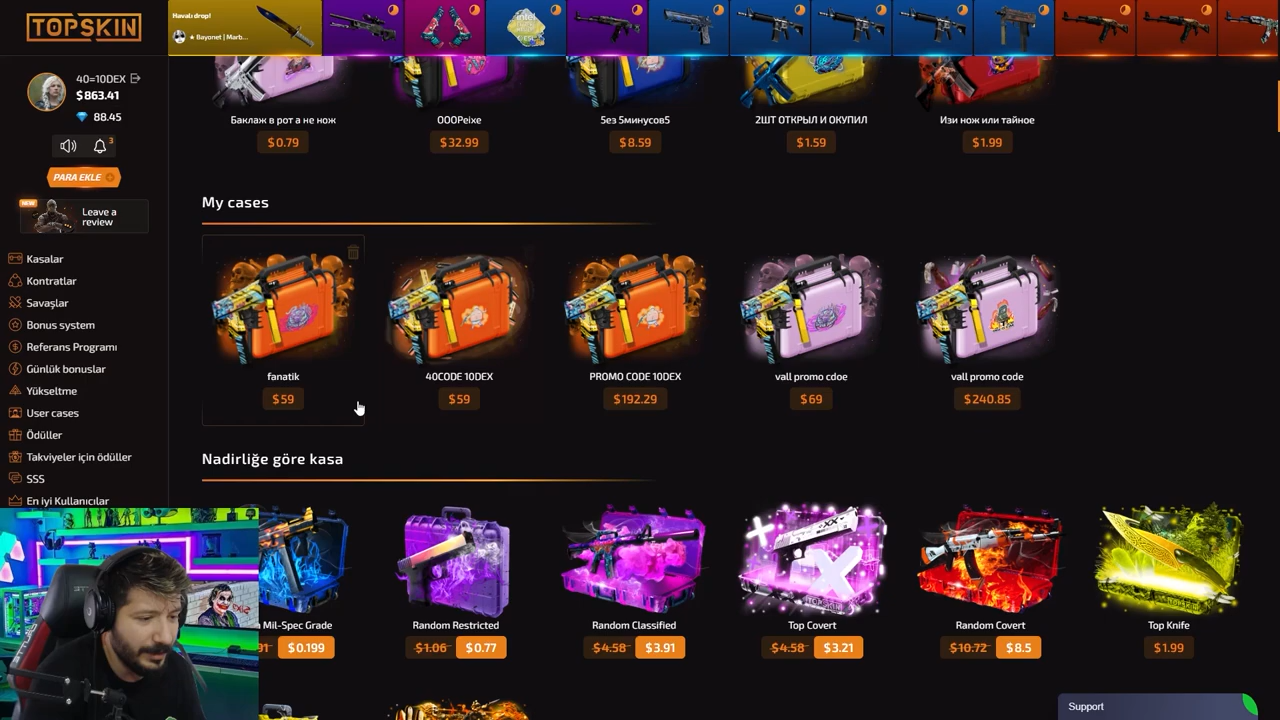 TOPSKIN
Havalı drop!
★ Bayonet | Marb...
40=10DEX
$863.41
88.45
3
PARA EKLE
NEW
Leave a
review
Kasalar
Kontratlar
Savaşlar
Bonus system
Referans Programı
Günlük bonuslar
Yükseltme
User cases
Ödüller
Takviyeler için ödüller
SSS
En iyi Kullanıcılar
Баклаж в рот а не нож
OOOPeixe
5ез 5минусов5
2ШТ ОТКРЫЛ И ОКУПИЛ
Изи нож или тайное
$0.79
$32.99
$8.59
$1.59
$1.99
My cases
fanatik
40CODE 10DEX
PROMO CODE 10DEX
vall promo cdoe
vall promo code
$59
$59
$192.29
$69
$240.85
Nadirliğe göre kasa
Mil-Spec Grade
Random Restricted
Random Classified
Top Covert
Random Covert
Top Knife
91 $0.199
$1.06 $0.77
$4.58 $3.91
$4.58 $3.21
$10.72 $8.5
$1.99
Support